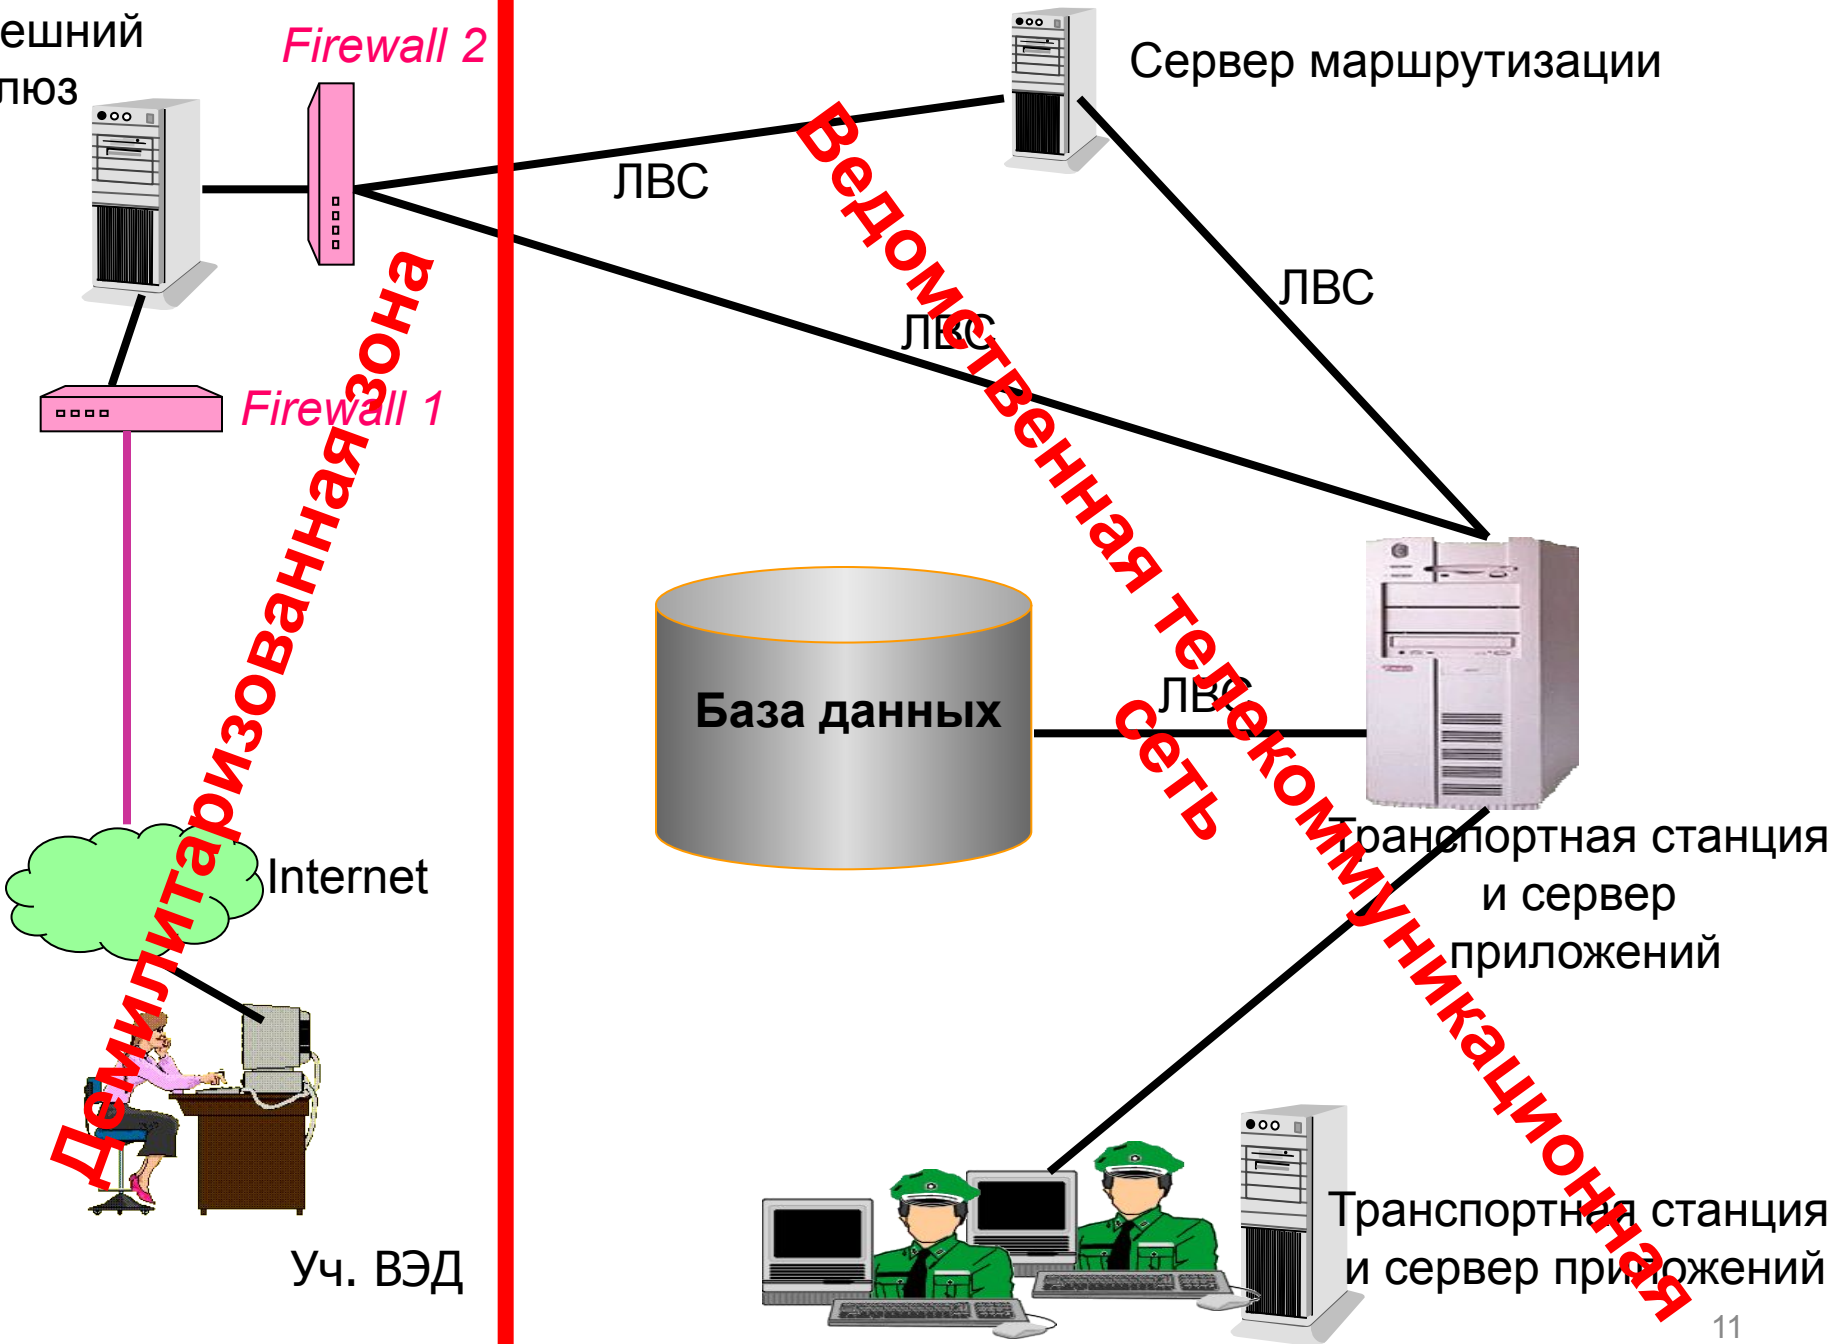 ешний
люз
Firewall 2
Сервер маршрутизации
ЛВС
ЛВС
ЛВС
Firewall 1
Демилитаризованная зона
Ведомственная телекоммуникационная
сеть
База данных
ЛВС
Internet
Транспортная станция
и сервер
приложений
Уч. ВЭД
Транспортная станция
и сервер приложений
11